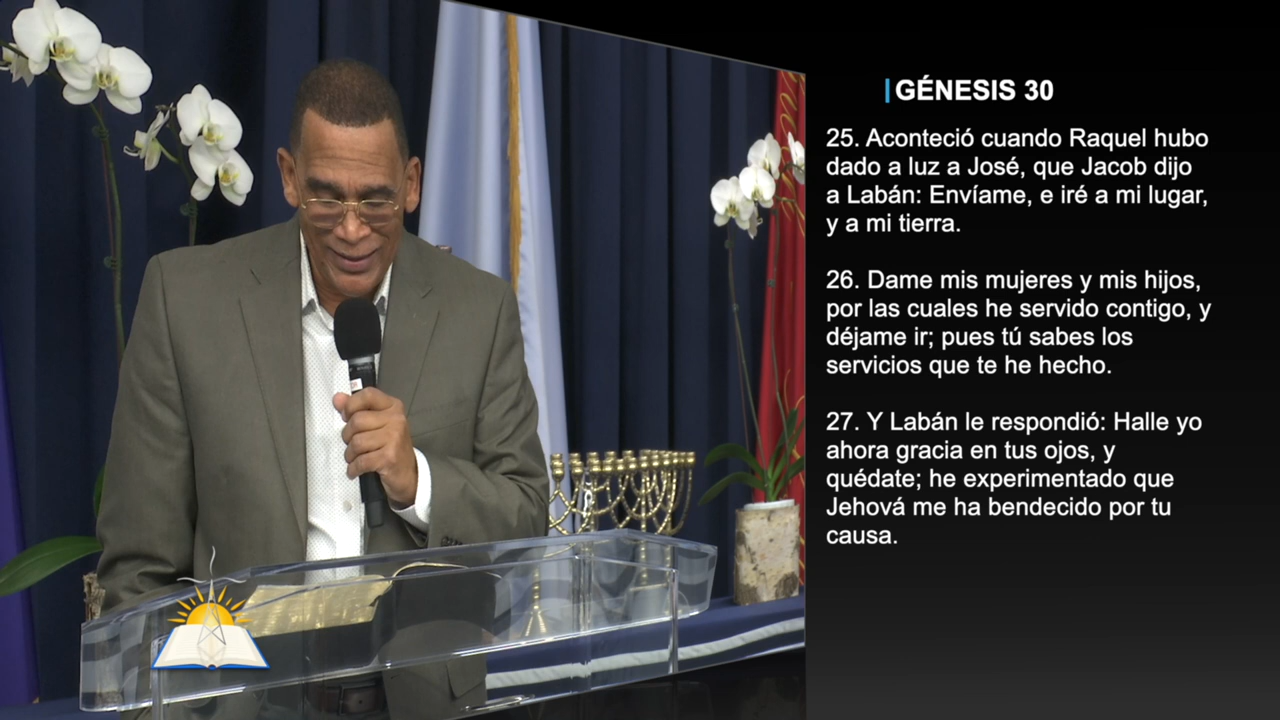 GÉNESIS 30
25. Aconteció cuando Raquel hubo
dado a luz a José, que Jacob dijo
a Labán: Envíame, e iré a mi lugar,
y a mi tierra.
26. Dame mis mujeres y mis hijos,
por las cuales he servido contigo, y
déjame ir; pues tú sabes los
servicios que te he hecho.
27. Y Labán le respondió: Halle yo
ahora gracia en tus ojos, y
quédate; he experimentado que
Jehová me ha bendecido por tu
causa.